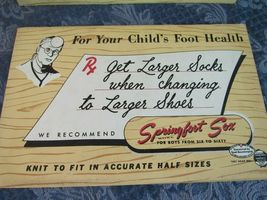 For Your Child's Foot Health
Rx Get Larger Socks
when changing
to Larger Shoes
WE RECOMMEND
Springfoot Sox
FOR BOYS FROM SIX TO SIXTY
KNIT TO FIT IN ACCURATE HALF SIZES